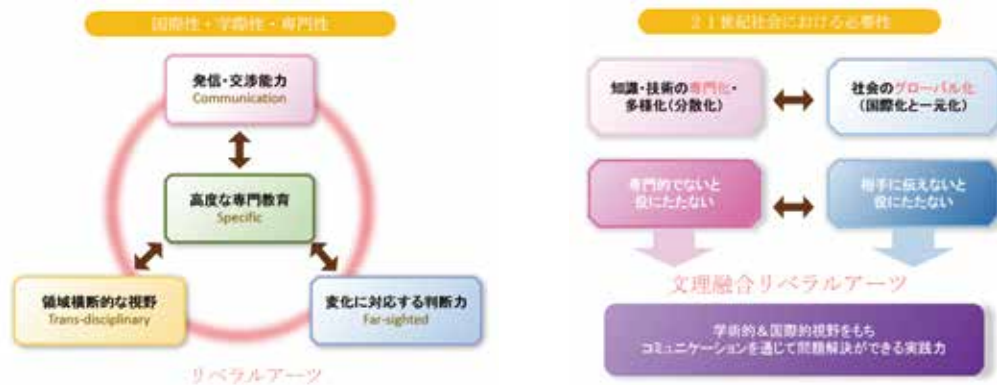 国際性・学際性・専門性
発信・交渉能力
Communication
高度な専門教育
Specific
領域横断的な視野
Trans-disciplinary
変化に対応する判断力
Far-sighted
リベラルアーツ
21世紀社会における必要性
知識・技術の専門化・
多様化(分散化)
社会のグローバル化
(国際化と一元化)
専門的でないと
役にたたない
相手に伝えないと
役にたたない
文理融合リベラルアーツ
学術的&国際的視野をもち
コミュニケーションを通じて問題解決ができる実践力